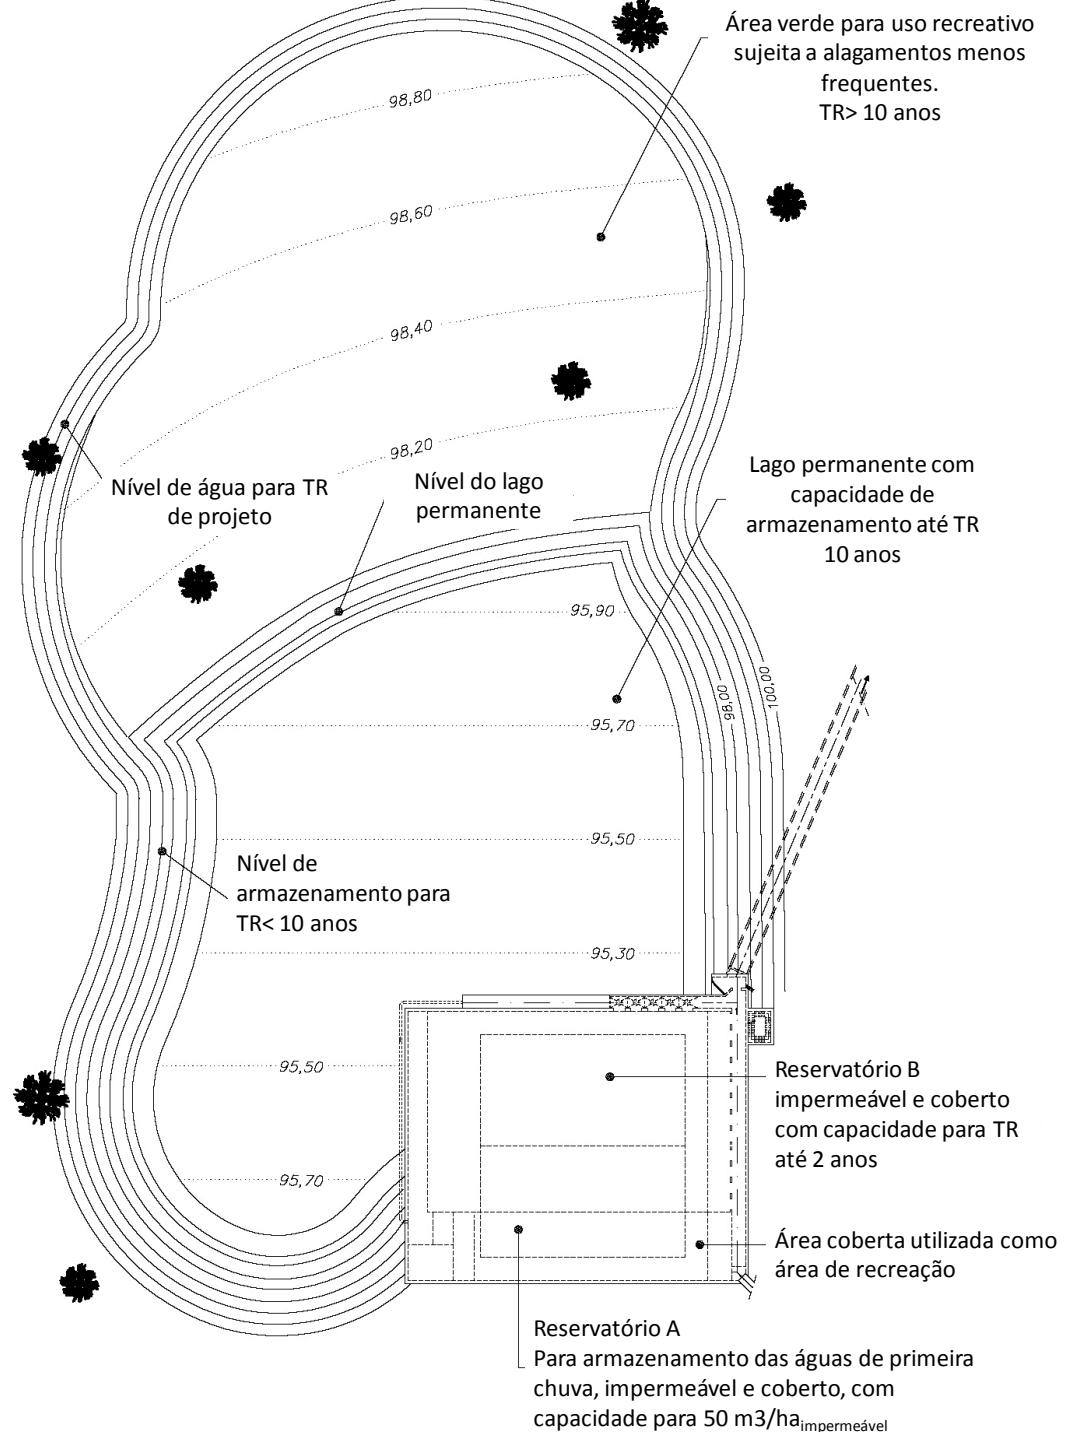 Área verde para uso recreativo
sujeita a alagamentos menos
frequentes.
TR> 10 anos
98,80
98,60
98,40
98,20
Nível de água para TR
de projeto
Nível do lago
permanente
Lago permanente com
capacidade de
armazenamento até TR
10 anos
95,90
95,70
98,00
100,00
95,50
Nível de
armazenamento para
TR< 10 anos
95,30
95,50
95,70
Reservatório B
impermeável e coberto
com capacidade para TR
até 2 anos
Área coberta utilizada como
área de recreação
Reservatório A
Para armazenamento das águas de primeira
chuva, impermeável e coberto, com
capacidade para 50 m3/ha impermeável